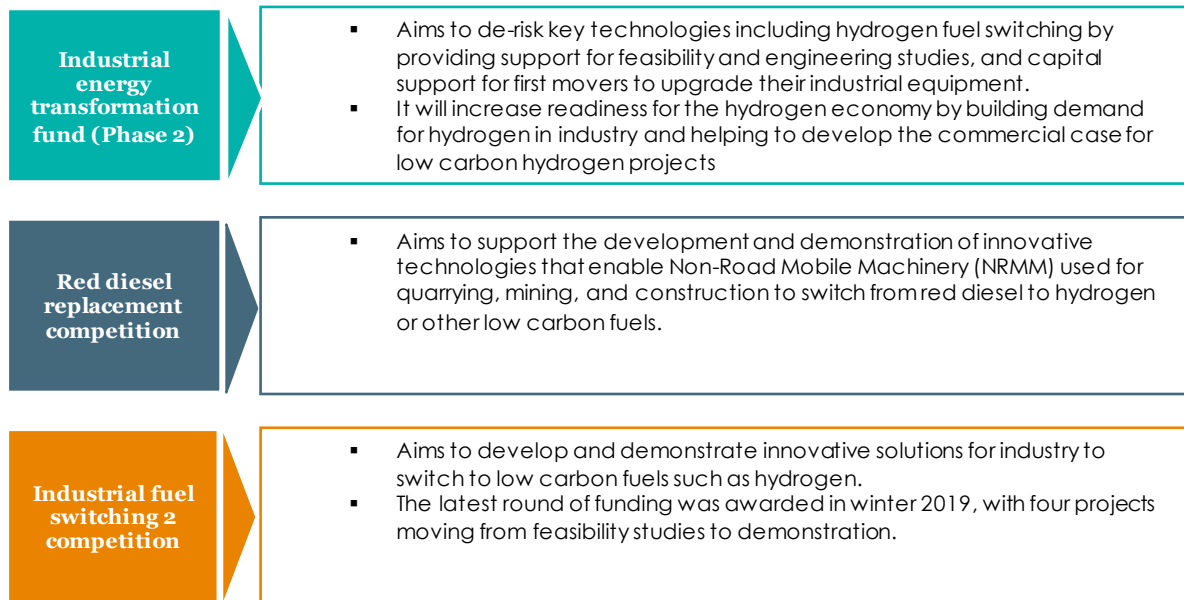 Industrial
energy
transformation
fund (Phase 2)
▪ Aims to de-risk key technologies including hydrogen fuel switching by
providing support for feasibility and engineering studies, and capital
support for first movers to upgrade their industrial equipment.
▪ It will increase readiness for the hydrogen economy by building demand
for hydrogen in industry and helping to develop the commercial case for
low carbon hydrogen projects
Red diesel
replacement
competition
▪ Aims to support the development and demonstration of innovative
technologies that enable Non-Road Mobile Machinery (NRMM) used for
quarrying, mining, and construction to switch from red diesel to hydrogen
or other low carbon fuels.
Industrial fuel
switching 2
competition
▪ Aims to develop and demonstrate innovative solutions for industry to
switch to low carbon fuels such as hydrogen.
▪ The latest round of funding was awarded in winter 2019, with four projects
moving from feasibility studies to demonstration.